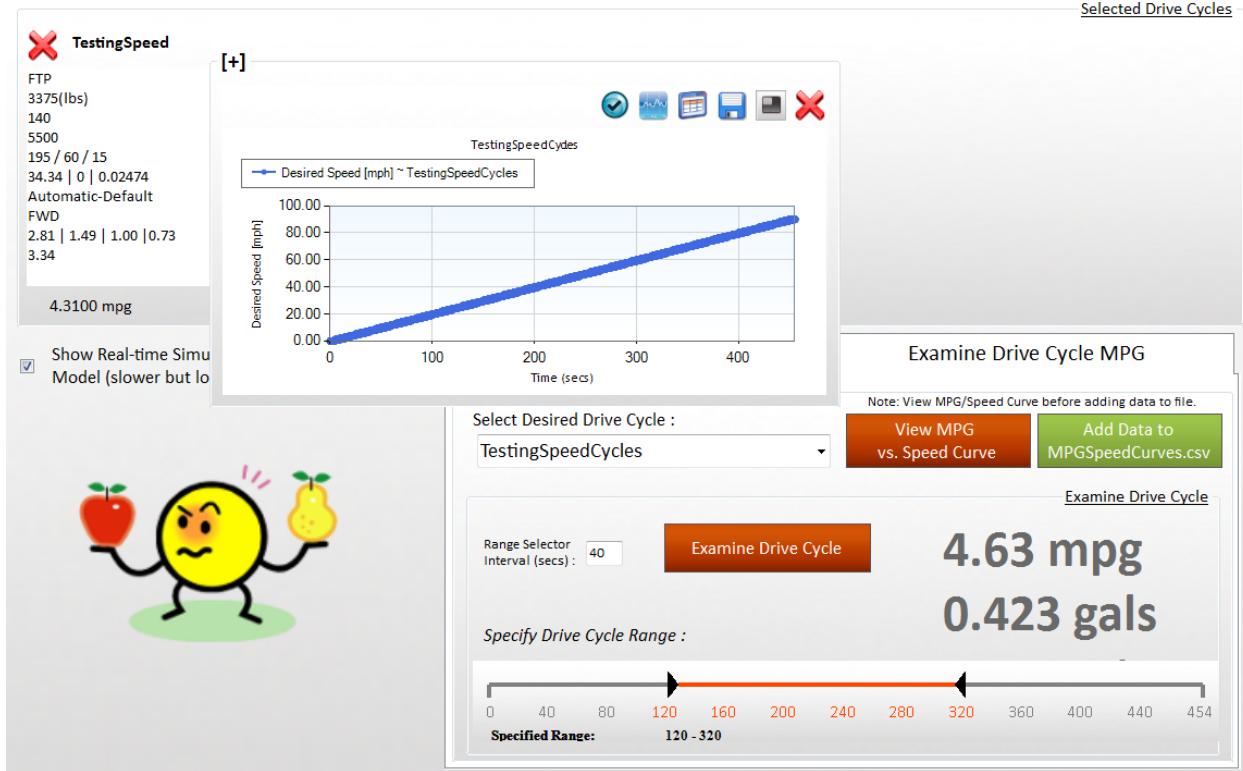 Selected Drive Cycles
TestingSpeed
FTP
3375(lbs)
140
5500
195 / 60 / 15
34.34 | 0 | 0.02474
Automatic-Default
FWD
2.81 | 1.49 | 1.00 |0.73
3.34
4.3100 mpg
[+]
TestingSpeedCycles
Desired Speed [mph] ~ TestingSpeedCycles
Desired Speed [mph]
100.00
80.00
60.00
40.00
20.00
0.00
0 100 200 300 400
Time (secs)
Show Real-time Simu
Model (slower but lo
Examine Drive Cycle MPG
Note: View MPG/Speed Curve before adding data to file.
Select Desired Drive Cycle :
TestingSpeedCycles
View MPG
vs. Speed Curve
Add Data to
MPGSpeedCurves.csv
Examine Drive Cycle
Range Selector
Interval (secs) :
40
Examine Drive Cycle
4.63 mpg
0.423 gals
Specify Drive Cycle Range :
0 40 80 120 160 200 240 280 320 360 400 440 454
Specified Range: 120 - 320